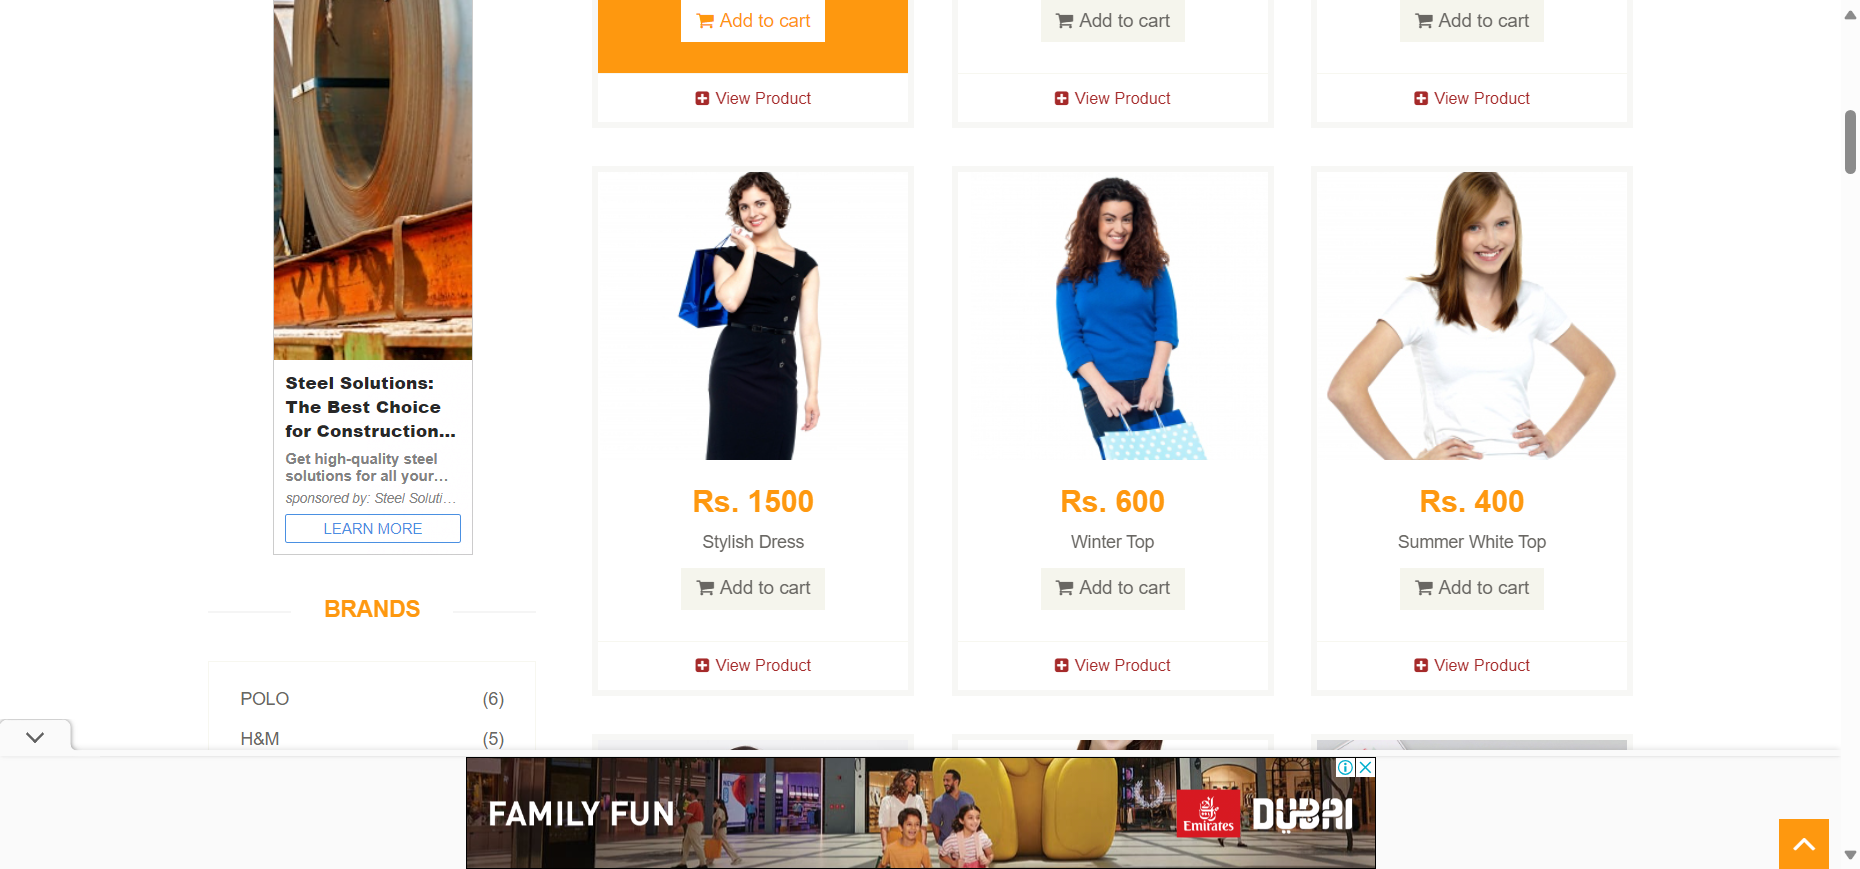 Add to cart
Add to cart
Add to cart
View Product
View Product
View Product
Steel Solutions:
The Best Choice
for Construction...
Get high-quality steel
solutions for all your...
sponsored by: Steel Soluti...
LEARN MORE
BRANDS
POLO (6)
H&M (5)
Rs. 1500
Stylish Dress
Add to cart
View Product
Rs. 600
Winter Top
Add to cart
View Product
Rs. 400
Summer White Top
Add to cart
View Product
FAMILY FUN
Emirates
DUBAI